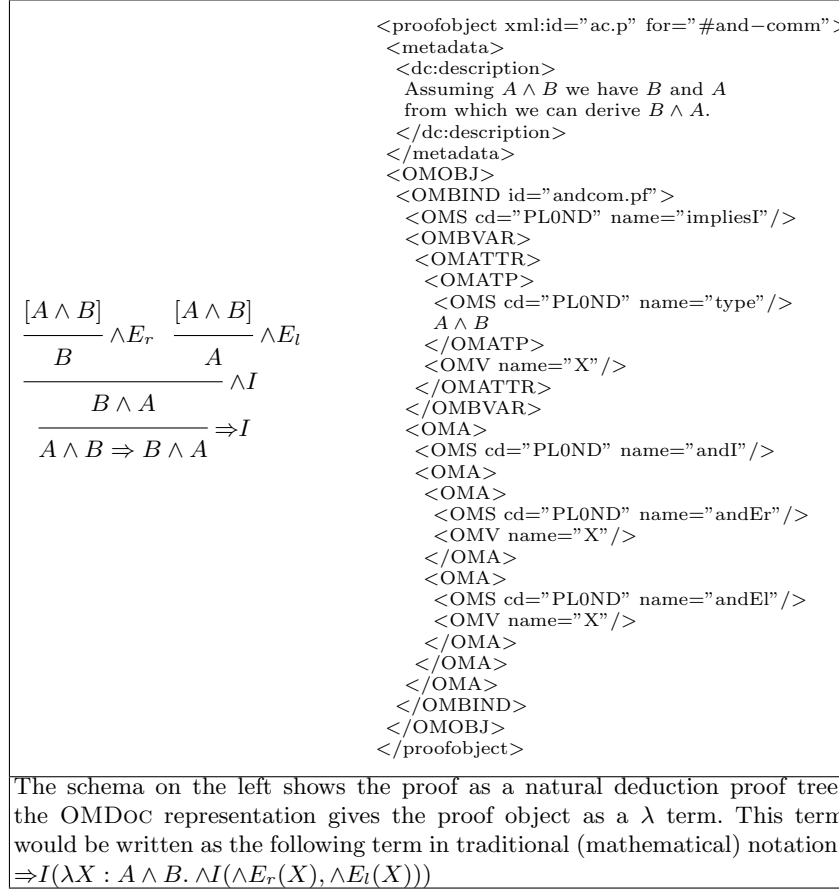 [A ∧ B]
B
∧E_r
[A ∧ B]
A
∧E_l
∧I
B ∧ A
⇒I
A ∧ B ⇒ B ∧ A
<proofobject xml:id="ac.p" for="#and−comm">
<metadata>
<dc:description>
Assuming A ∧ B we have B and A
from which we can derive B ∧ A.
</dc:description>
</metadata>
<OMOBJ>
<OMBIND id="andcom.pf">
<OMS cd="PL0ND" name="impliesI"/>
<OMBVAR>
<OMATTR>
<OMATP>
<OMS cd="PL0ND" name="type"/>
A ∧ B
</OMATP>
<OMV name="X"/>
</OMATTR>
</OMBVAR>
<OMA>
<OMS cd="PL0ND" name="andI"/>
<OMA>
<OMA>
<OMS cd="PL0ND" name="andEr"/>
<OMV name="X"/>
</OMA>
<OMA>
<OMS cd="PL0ND" name="andEl"/>
<OMV name="X"/>
</OMA>
</OMA>
</OMA>
</OMBIND>
</OMOBJ>
</proofobject>
The schema on the left shows the proof as a natural deduction proof tree
the OMDoc representation gives the proof object as a λ term. This term
would be written as the following term in traditional (mathematical) notation
⇒I(λX : A ∧ B. ∧I(∧E_r(X), ∧E_l(X)))